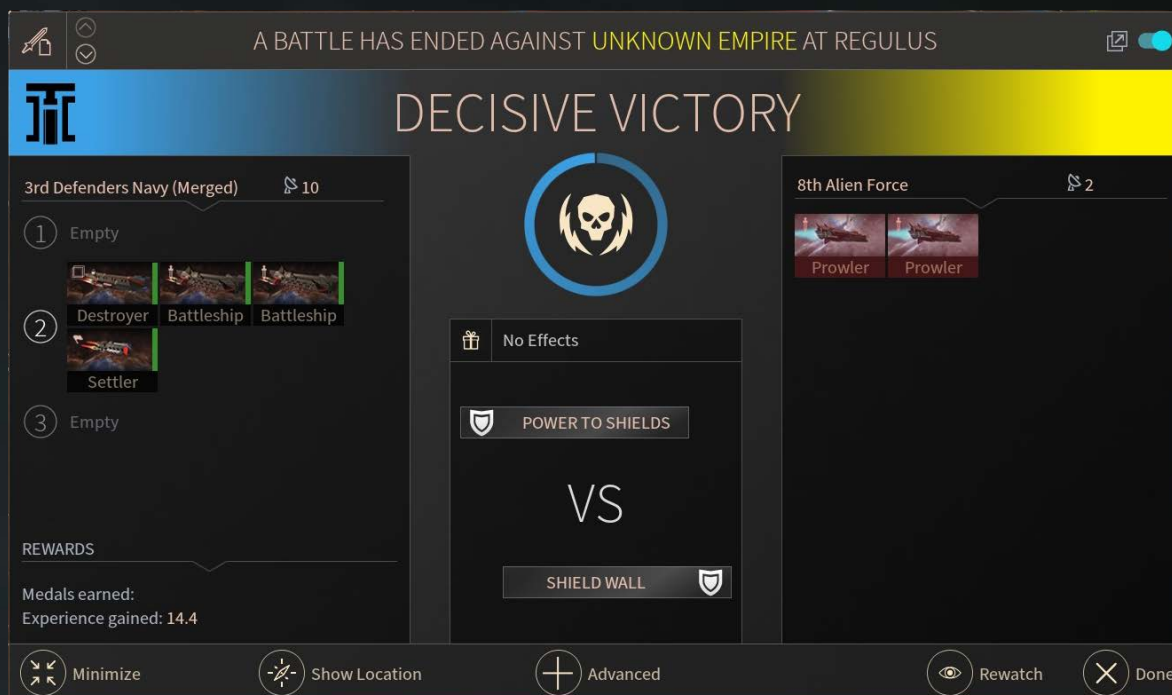 A BATTLE HAS ENDED AGAINST UNKNOWN EMPIRE AT REGULUS
DECISIVE VICTORY
3rd Defenders Navy (Merged) 10
1 Empty
Destroyer Battleship Battleship
2
Settler
3 Empty
REWARDS
Medals earned:
Experience gained: 14.4
No Effects
POWER TO SHIELDS
VS
SHIELD WALL
8th Alien Force 2
Prowler Prowler
Minimize Show Location Advanced Rewatch Done